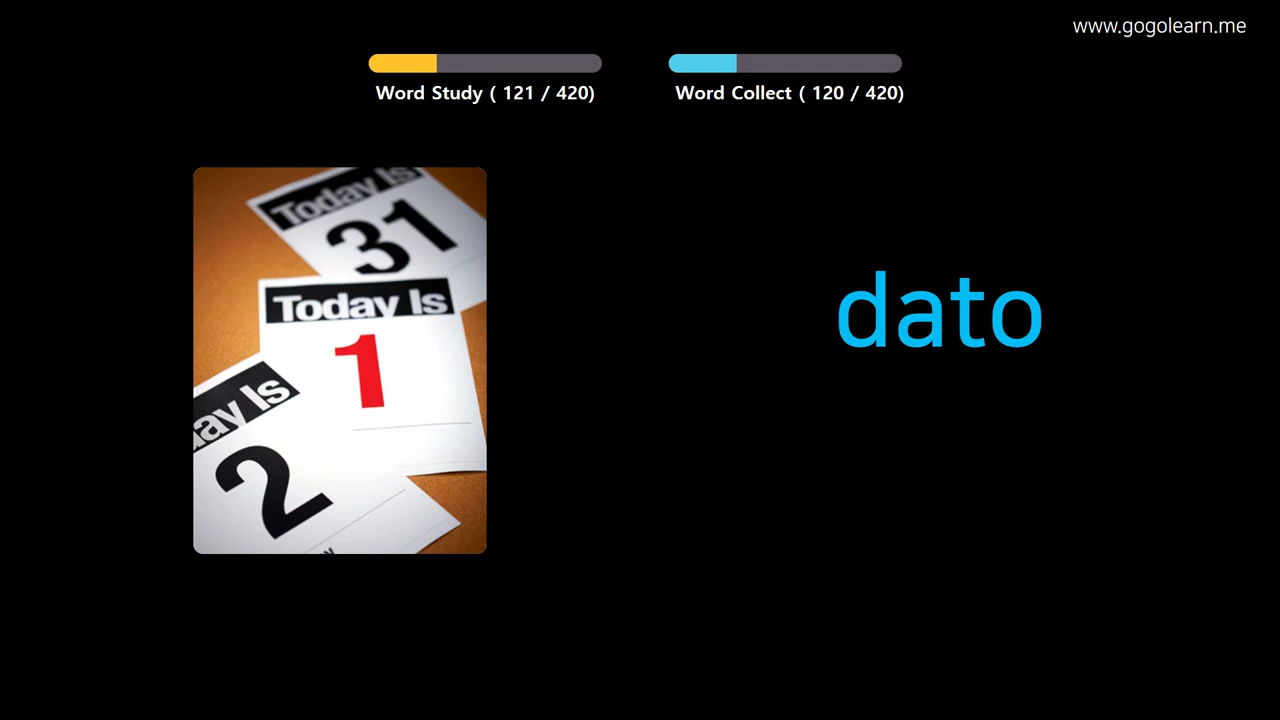 www.gogolearn.me
Word Study ( 121 / 420)
Word Collect ( 120 / 420)
Today Is
31
Today Is
1
day Is
2
dato